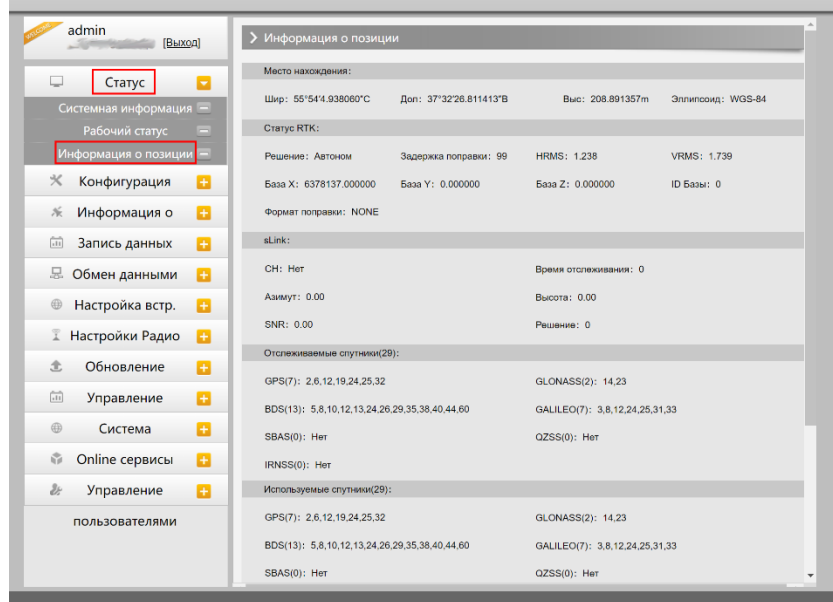 WELCOME
admin
[Выход]
Статус
Системная информация
Рабочий статус
Информация о позиции
Конфигурация
Информация о
Запись данных
Обмен данными
Настройка встр.
Настройки Радио
Обновление
Управление
Система
Online сервисы
Управление
пользователями
Информация о позиции
Место нахождения:
Шир: 55°54'4.938060"С Дол: 37°32'26.811413"В Выс: 208.891357m Эллипсоид: WGS-84
Статус RTK:
Решение: Автоном Задержка поправки: 99 HRMS: 1.238 VRMS: 1.739
База X: 6378137.000000 База Y: 0.000000 База Z: 0.000000 ID Базы: 0
Формат поправки: NONE
sLink:
CH: Нет Время отслеживания: 0
Азимут: 0.00 Высота: 0.00
SNR: 0.00 Решение: 0
Отслеживаемые спутники(29):
GPS(7): 2,6,12,19,24,25,32 GLONASS(2): 14,23
BDS(13): 5,8,10,12,13,24,26,29,35,38,40,44,60 GALILEO(7): 3,8,12,24,25,31,33
SBAS(0): Нет QZSS(0): Нет
IRNSS(0): Нет
Используемые спутники(29):
GPS(7): 2,6,12,19,24,25,32 GLONASS(2): 14,23
BDS(13): 5,8,10,12,13,24,26,29,35,38,40,44,60 GALILEO(7): 3,8,12,24,25,31,33
SBAS(0): Нет QZSS(0): Нет